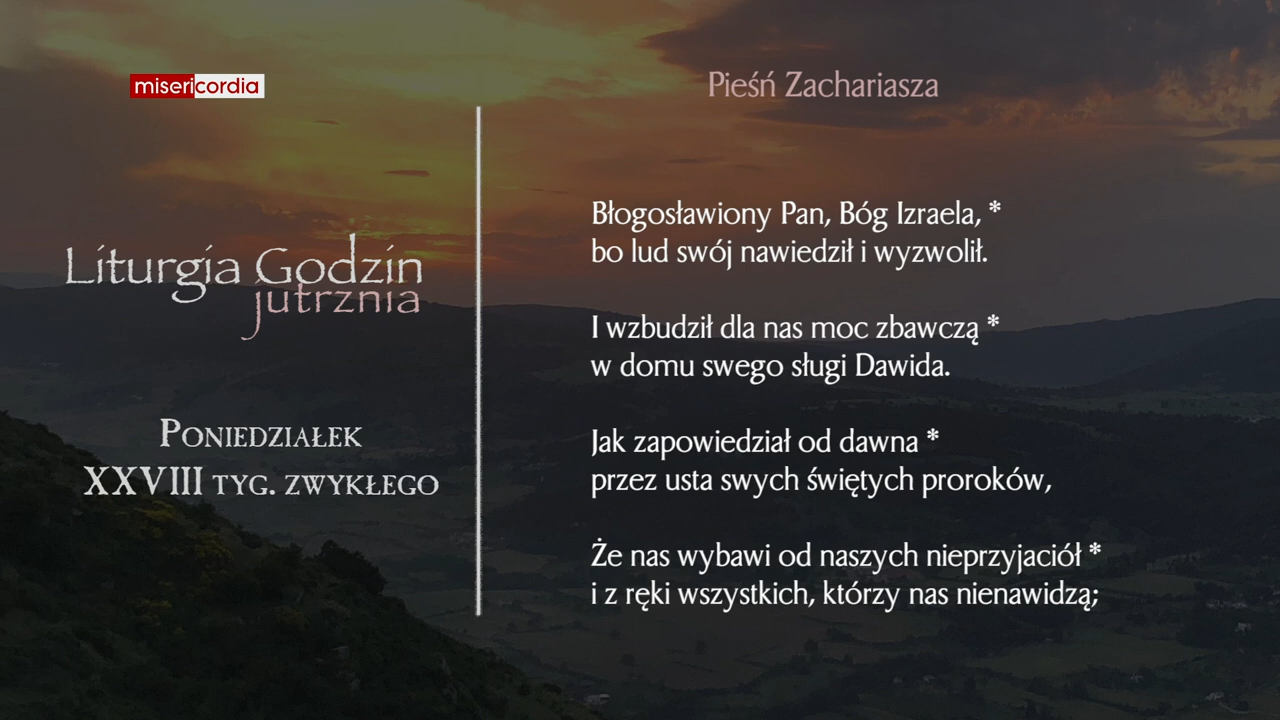 misericordia
Liturgia Godzin
jutrznia
Poniedziałek
XXVIII tyg. zwykłego
Pieśń Zachariasza
Błogosławiony Pan, Bóg Izraela, *
bo lud swój nawiedził i wyzwolił.
I wzbudził dla nas moc zbawczą *
w domu swego sługi Dawida.
Jak zapowiedział od dawna *
przez usta swych świętych proroków,
Że nas wybawi od naszych nieprzyjaciół *
i z ręki wszystkich, którzy nas nienawidzą;